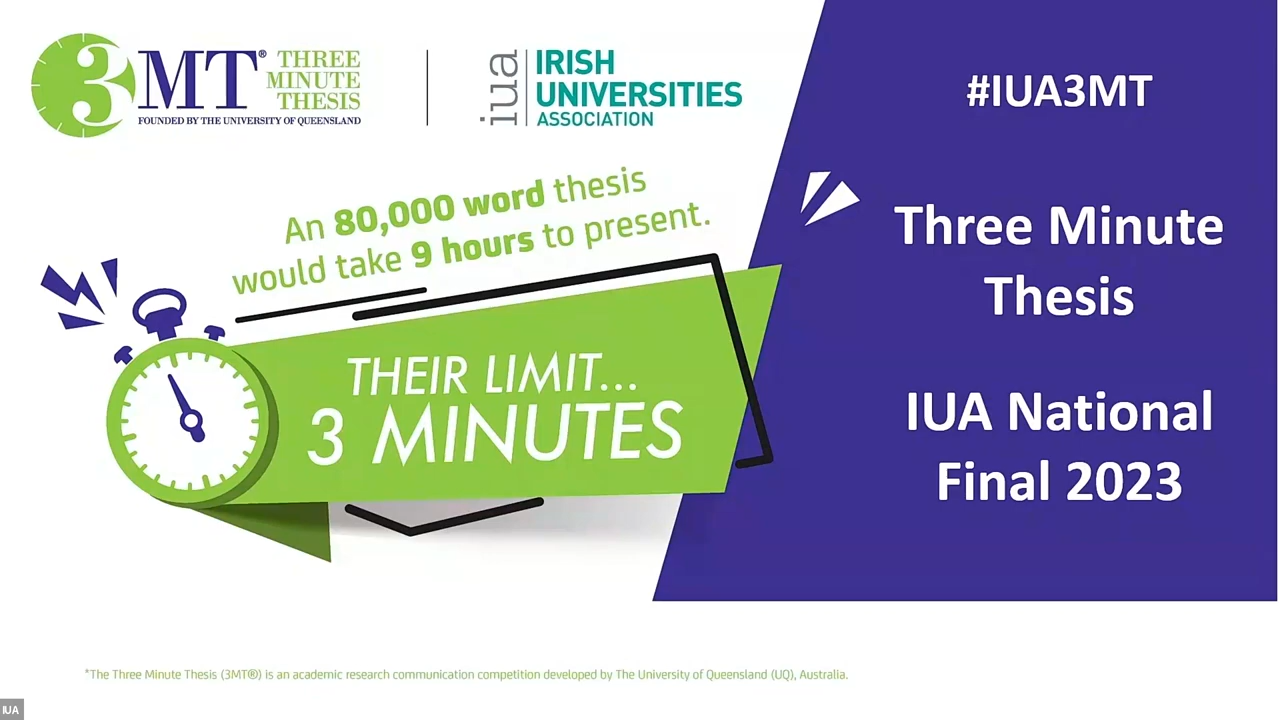 3MT® THREE
MINUTE
THESIS
FOUNDED BY THE UNIVERSITY OF QUEENSLAND
iua IRISH
UNIVERSITIES
ASSOCIATION
An 80,000 word thesis
would take 9 hours to present.
THEIR LIMIT...
3 MINUTES
#IUA3MT
Three Minute
Thesis
IUA National
Final 2023
*The Three Minute Thesis (3MT®) is an academic research communication competition developed by The University of Queensland (UQ), Australia.
IUA